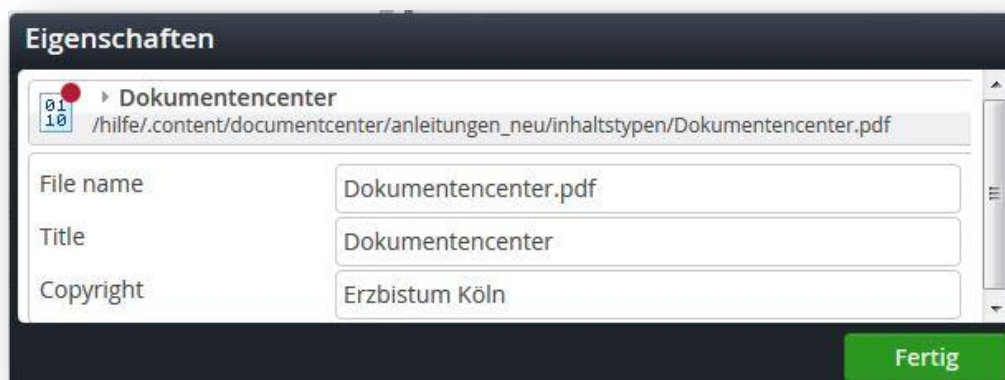 Eigenschaften
01
10
Dokumentencenter
/hilfe/.content/documentcenter/anleitungen_neu/inhaltstypen/Dokumentencenter.pdf
File name
Dokumentencenter.pdf
Title
Dokumentencenter
Copyright
Erzbistum Köln
Fertig